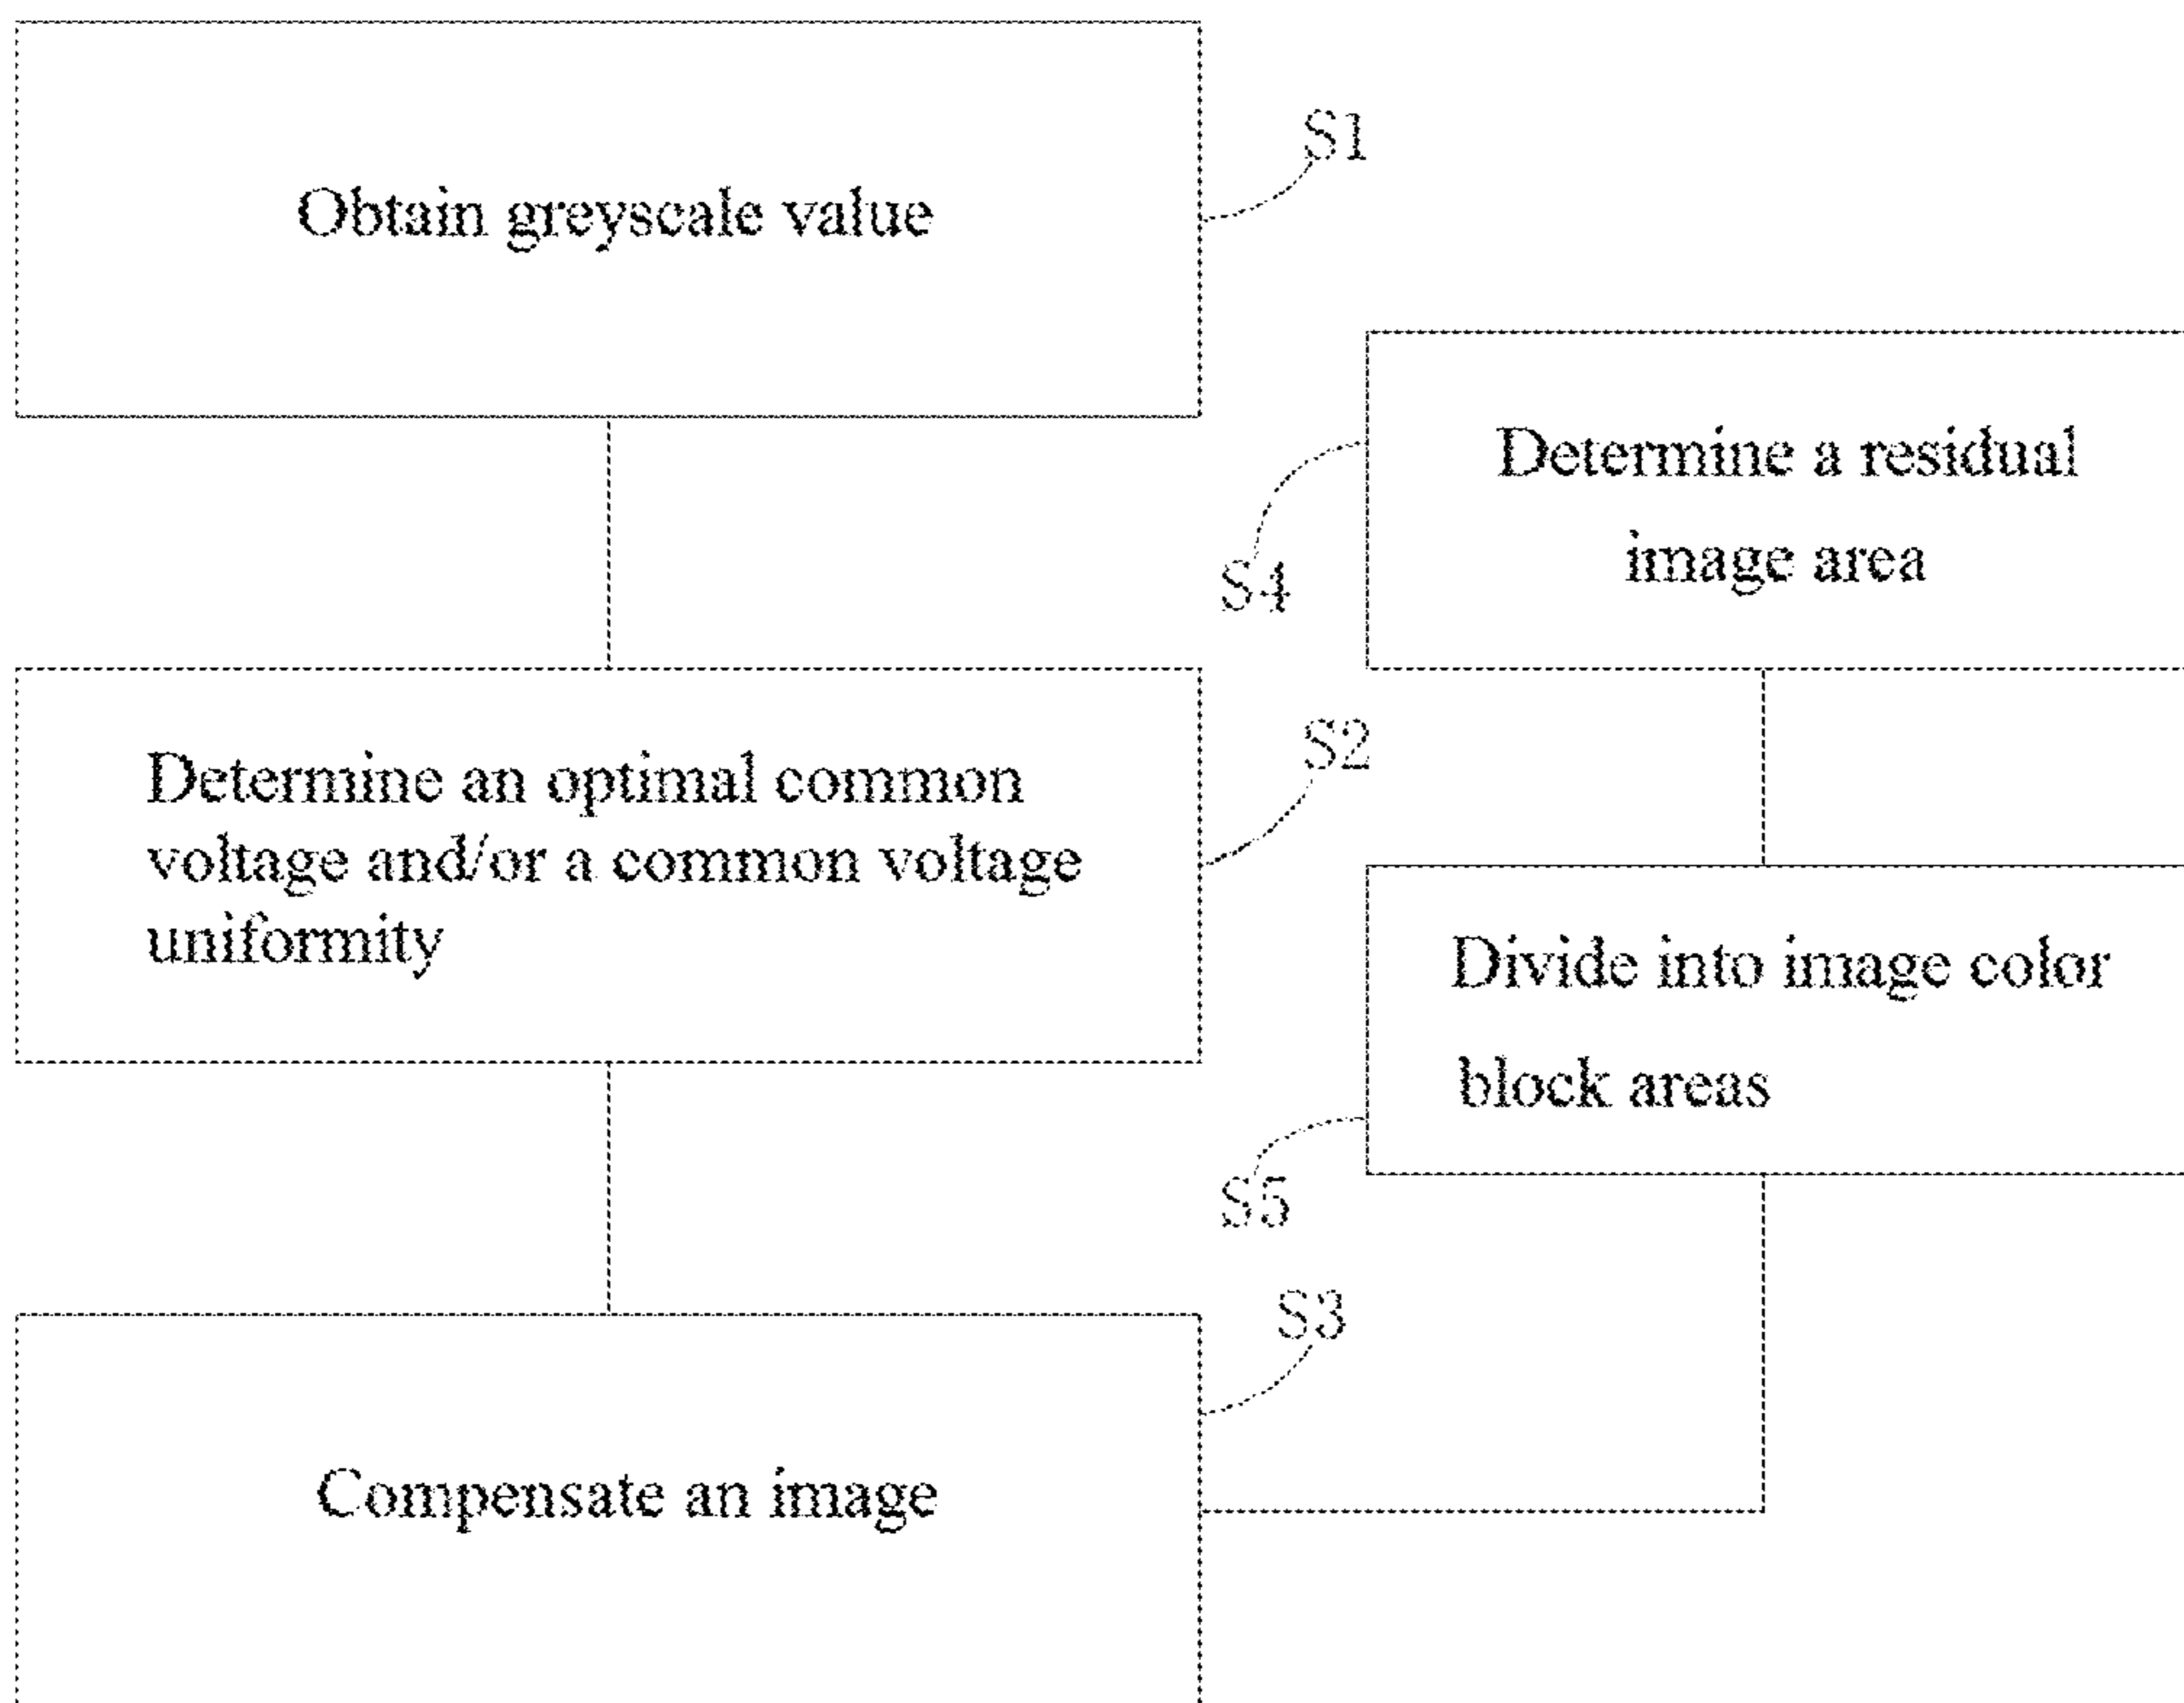 Obtain greyscale value
S1
Determine a residual
image area
S4
Determine an optimal common
voltage and/or a common voltage
uniformity
S2
Divide into image color
block areas
S5
Compensate an image
S3